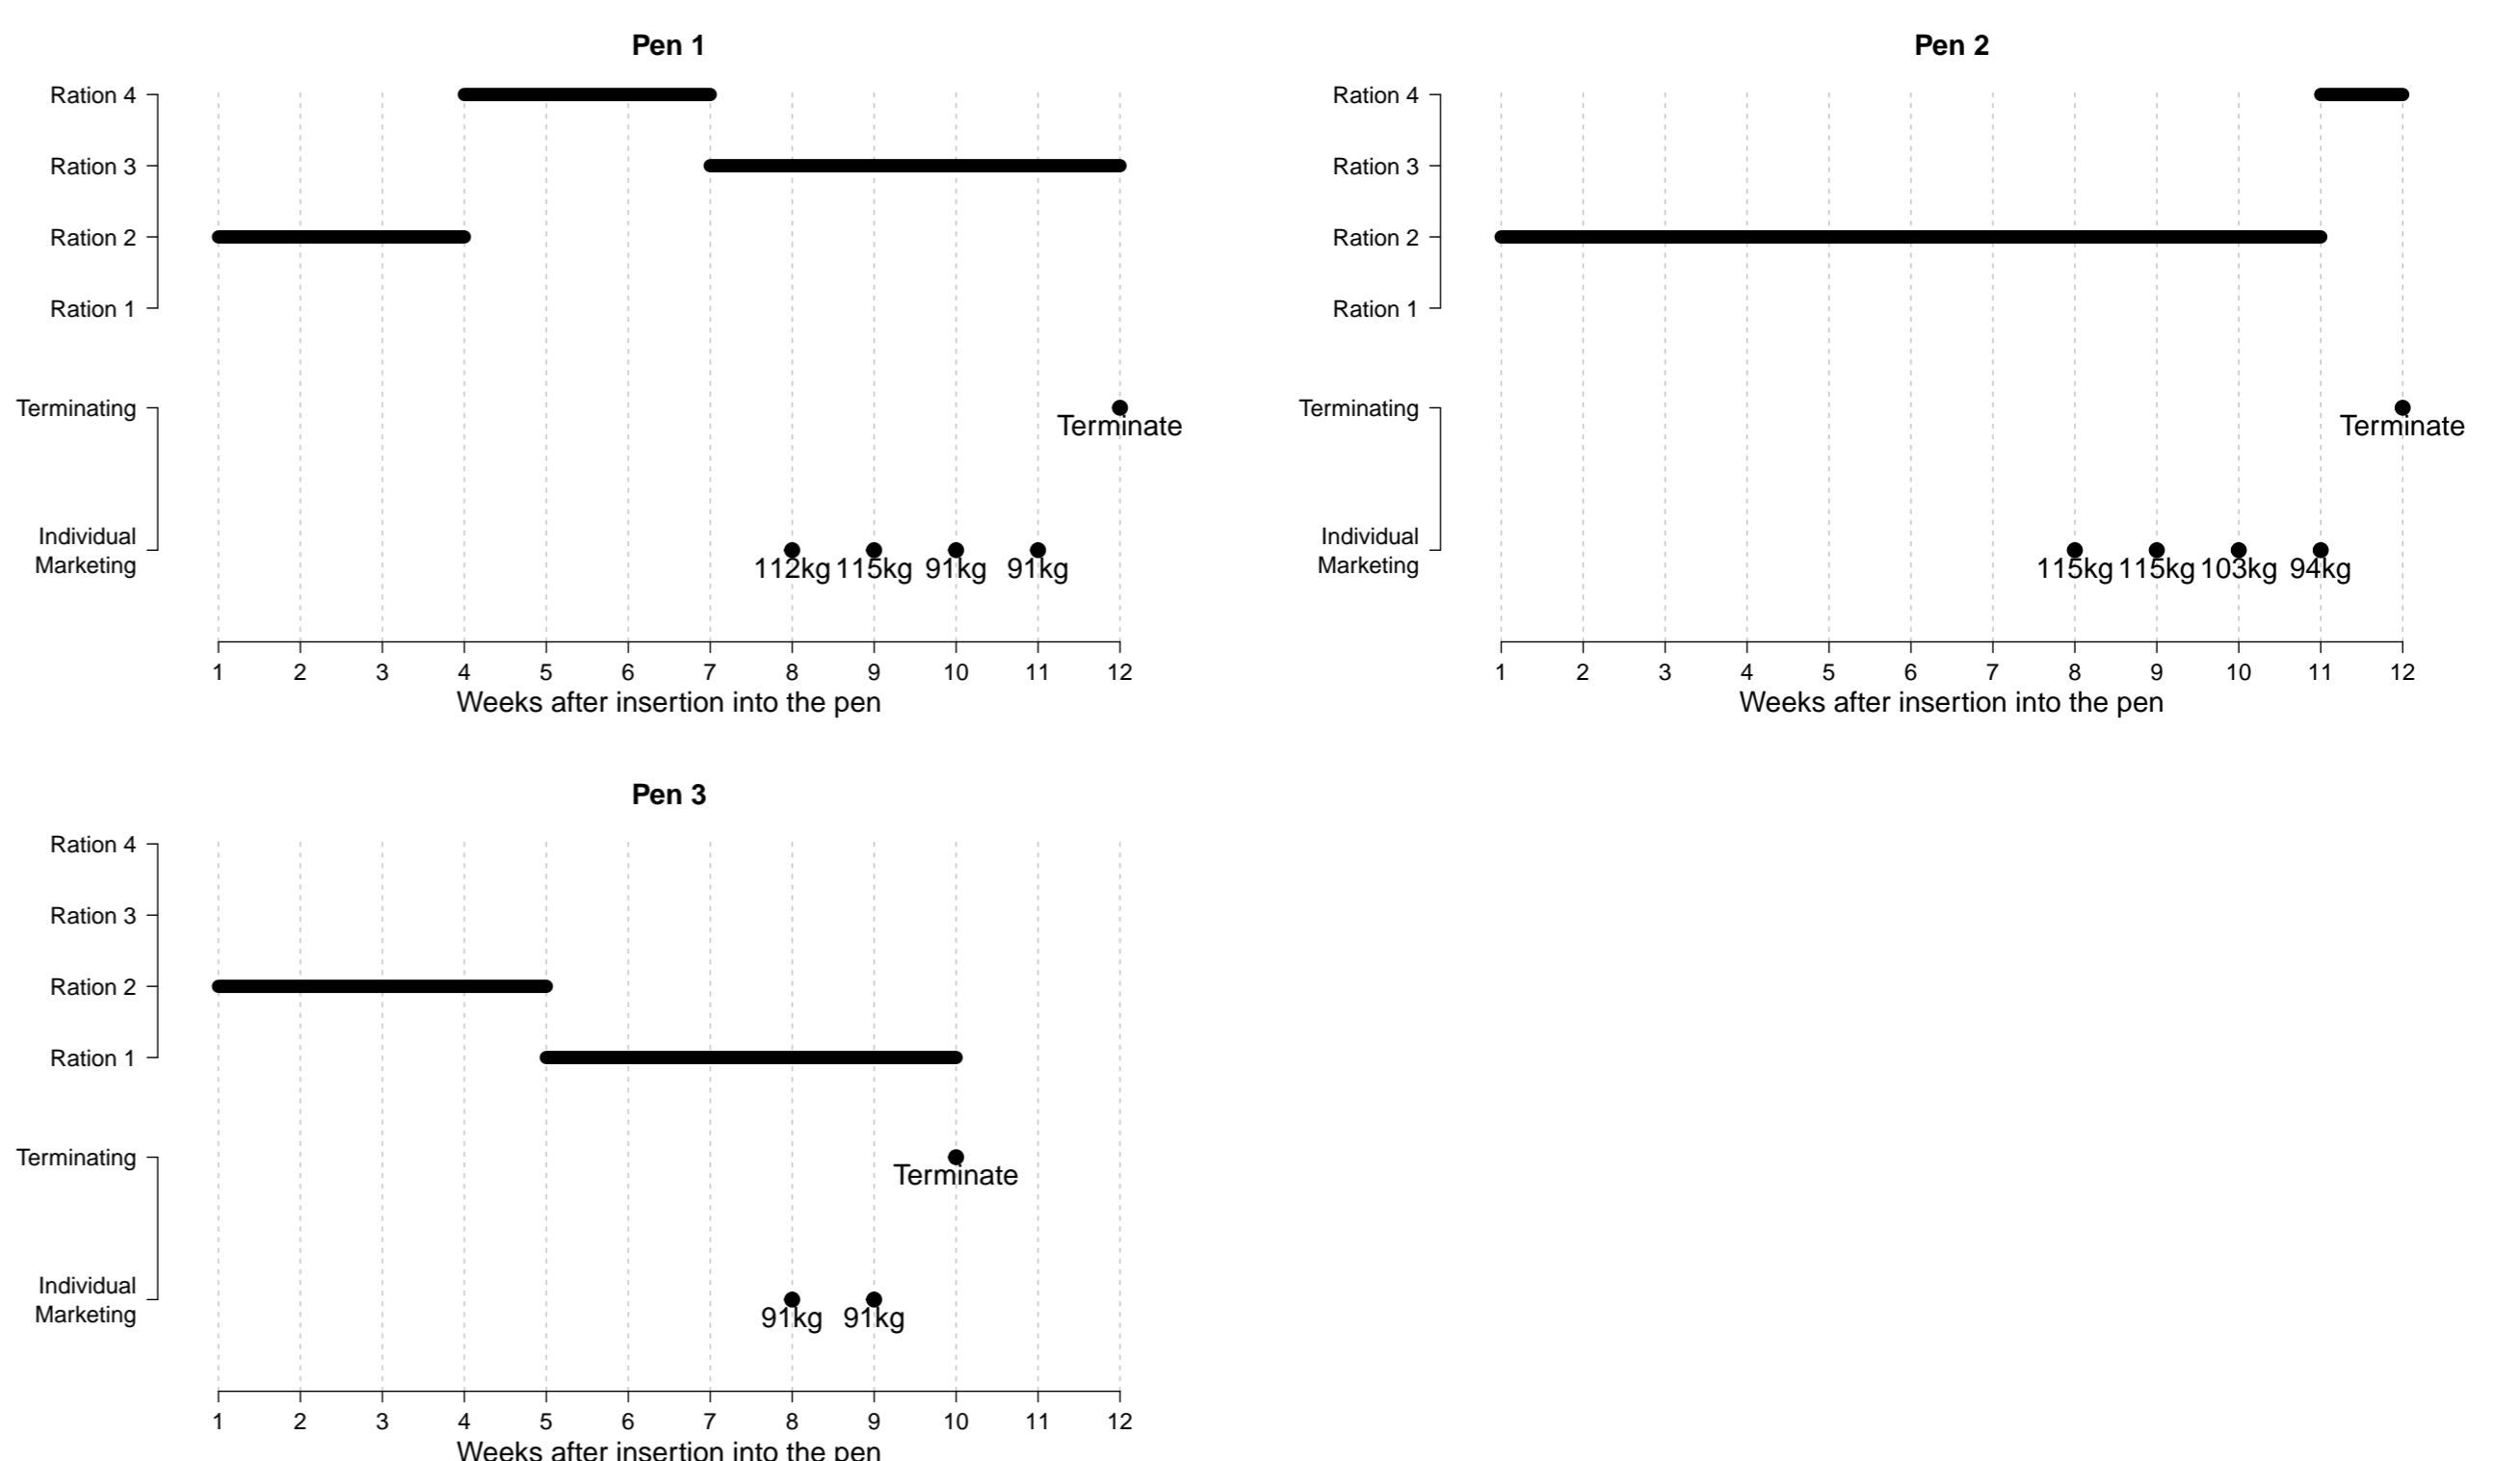 Pen 1
Ration 4
Ration 3
Ration 2
Ration 1
Terminating
Terminate
Individual
Marketing
112kg 115kg 91kg 91kg
1 2 3 4 5 6 7 8 9 10 11 12
Weeks after insertion into the pen
Pen 2
Ration 4
Ration 3
Ration 2
Ration 1
Terminating
Terminate
Individual
Marketing
115kg 115kg 103kg 94kg
1 2 3 4 5 6 7 8 9 10 11 12
Weeks after insertion into the pen
Pen 3
Ration 4
Ration 3
Ration 2
Ration 1
Terminating
Terminate
Individual
Marketing
91kg 91kg
1 2 3 4 5 6 7 8 9 10 11 12
Weeks after insertion into the pen